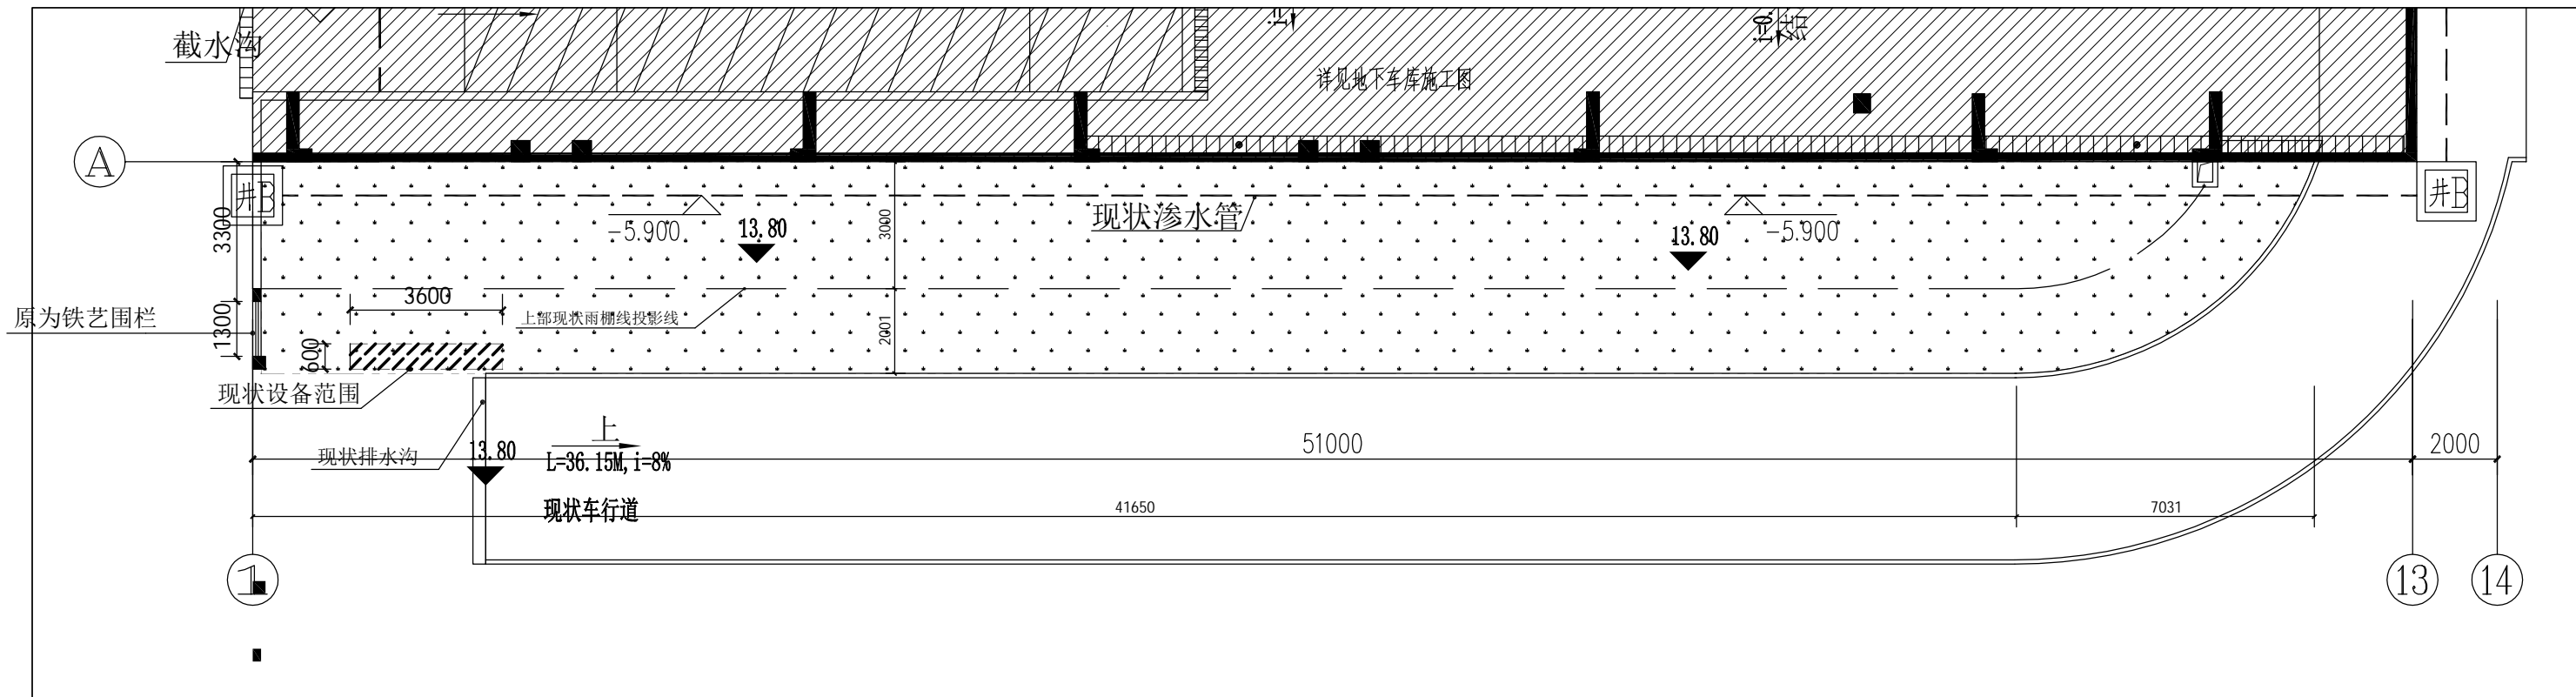 截水沟
i=
i=0.
详见地下车库施工图
A
井B
3300
-5.900
13.80
3000
现状渗水管
13.80
-5.900
井B
3600
原为铁艺围栏
1300
600
上部现状雨棚线投影线
2001
现状设备范围
上
13.80
L=36.15M,i=8%
现状排水沟
51000
2000
现状车行道
41650
7031
1
13
14